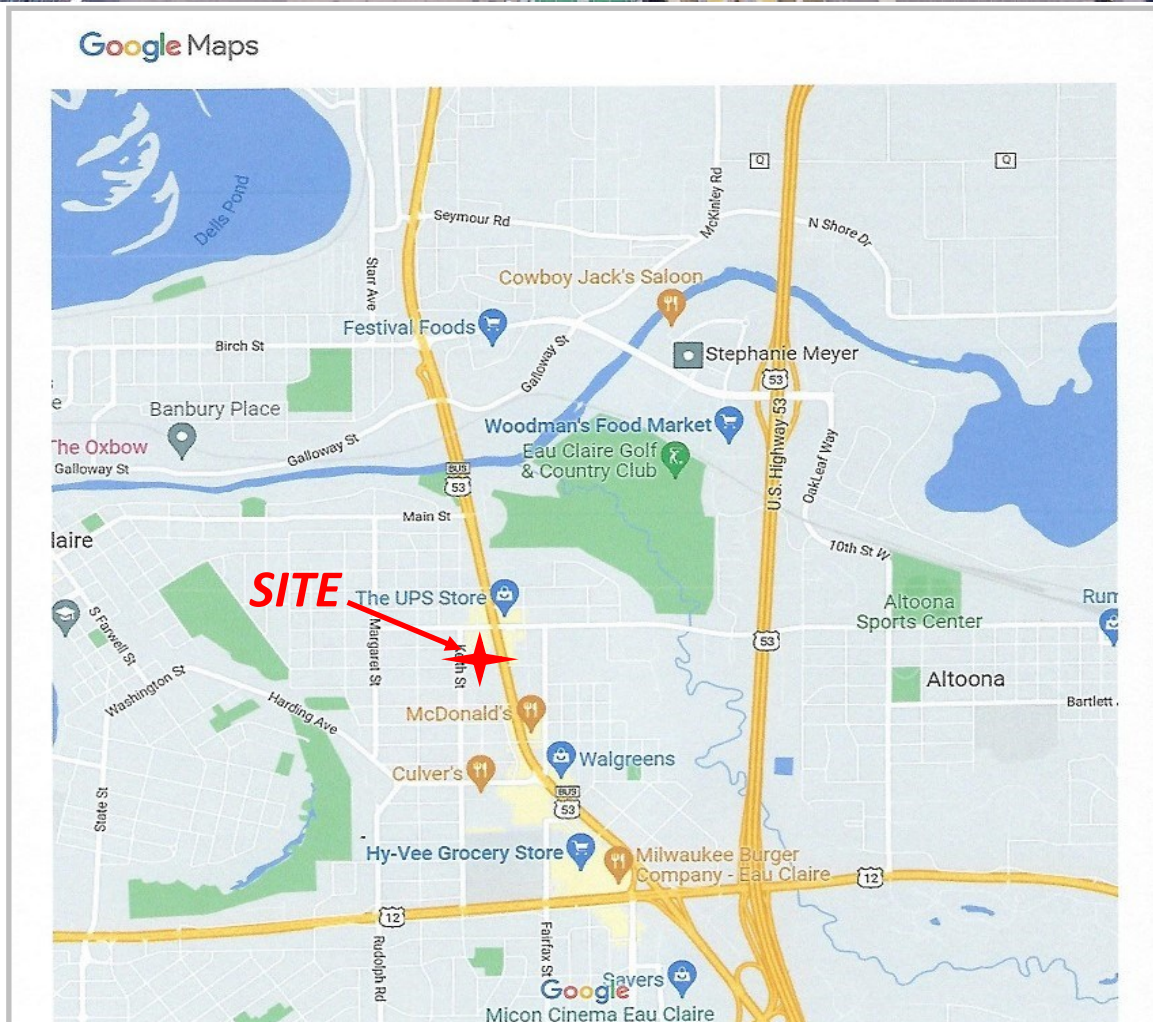 Google Maps
Dells Pond
Starr Ave
Seymour Rd
McKinley Rd
Q
Q
N Shore Dr
Cowboy Jack's Saloon
Festival Foods
Birch St
Galloway St
Stephanie Meyer
53
Banbury Place
The Oxbow
Galloway St
Galloway St
Woodman's Food Market
Eau Claire Golf
& Country Club
U.S. Highway 53
OakLeaf Way
BUS
53
Main St
laire
10th St W
SITE
The UPS Store
Altoona
Sports Center
Rum
S Farwell St
Margaret St
Keith St
53
Washington St
Harding Ave
McDonald's
Altoona
Bartlett
Walgreens
Culver's
BUS
53
State St
Hy-Vee Grocery Store
Milwaukee Burger
Company - Eau Claire
12
12
Rudolph Rd
Fairfax St
Savers
Google
Micon Cinema Eau Claire